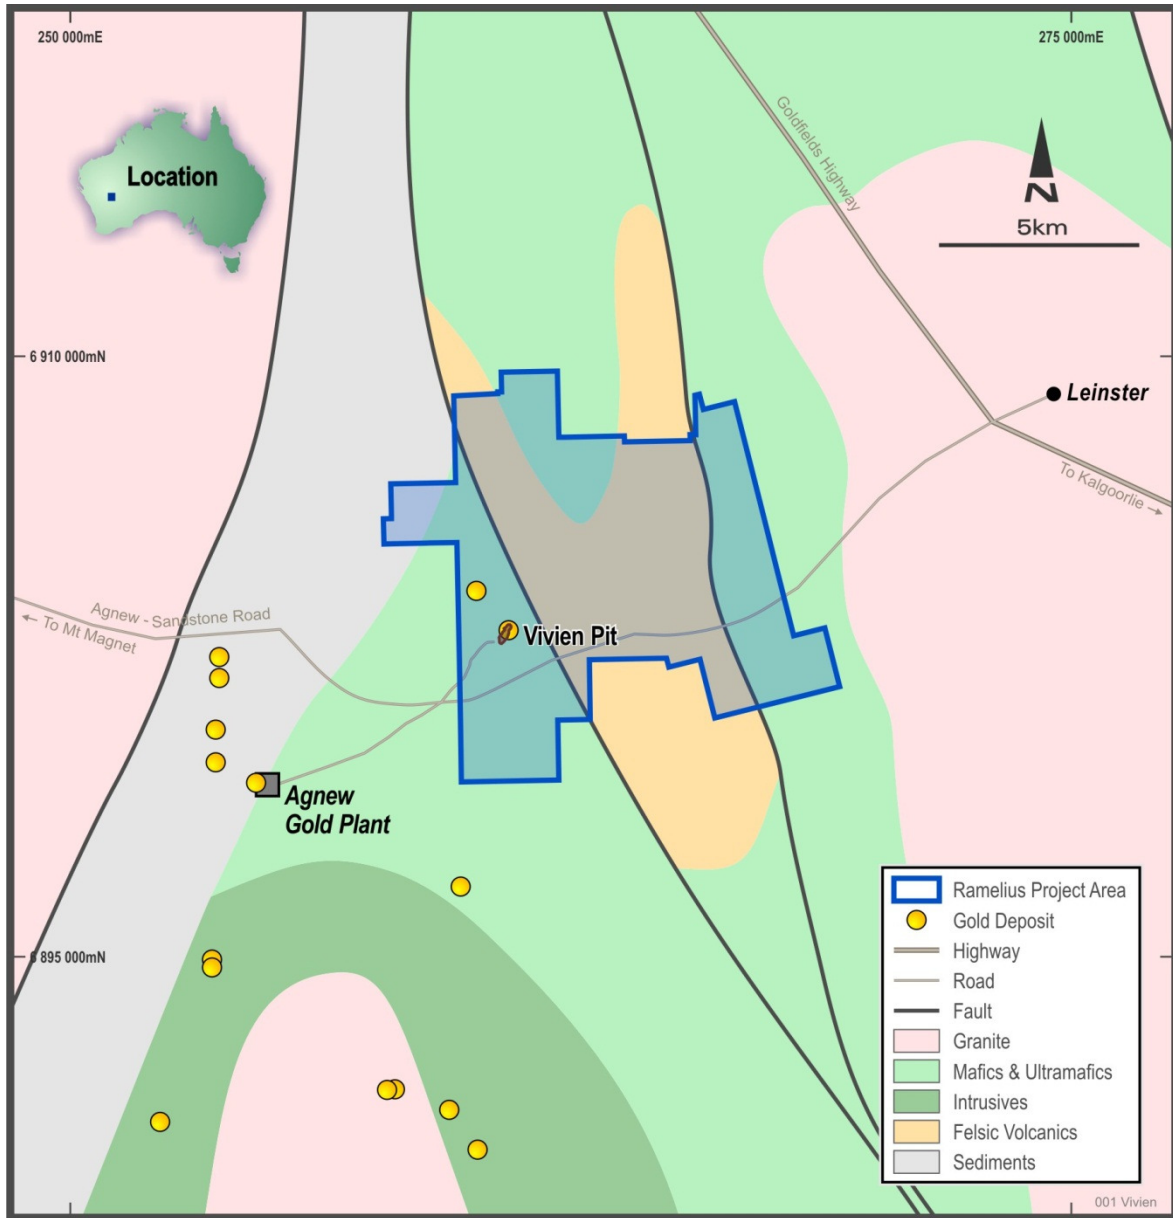 250 000mE
275 000mE
Location
Goldfields Highway
N
5km
6 910 000mN
Leinster
To Kalgoorlie →
Agnew - Sandstone Road
← To Mt Magnet
Vivien Pit
Agnew
Gold Plant
6 895 000mN
Ramelius Project Area
Gold Deposit
Highway
Road
Fault
Granite
Mafics & Ultramafics
Intrusives
Felsic Volcanics
Sediments
001 Vivien